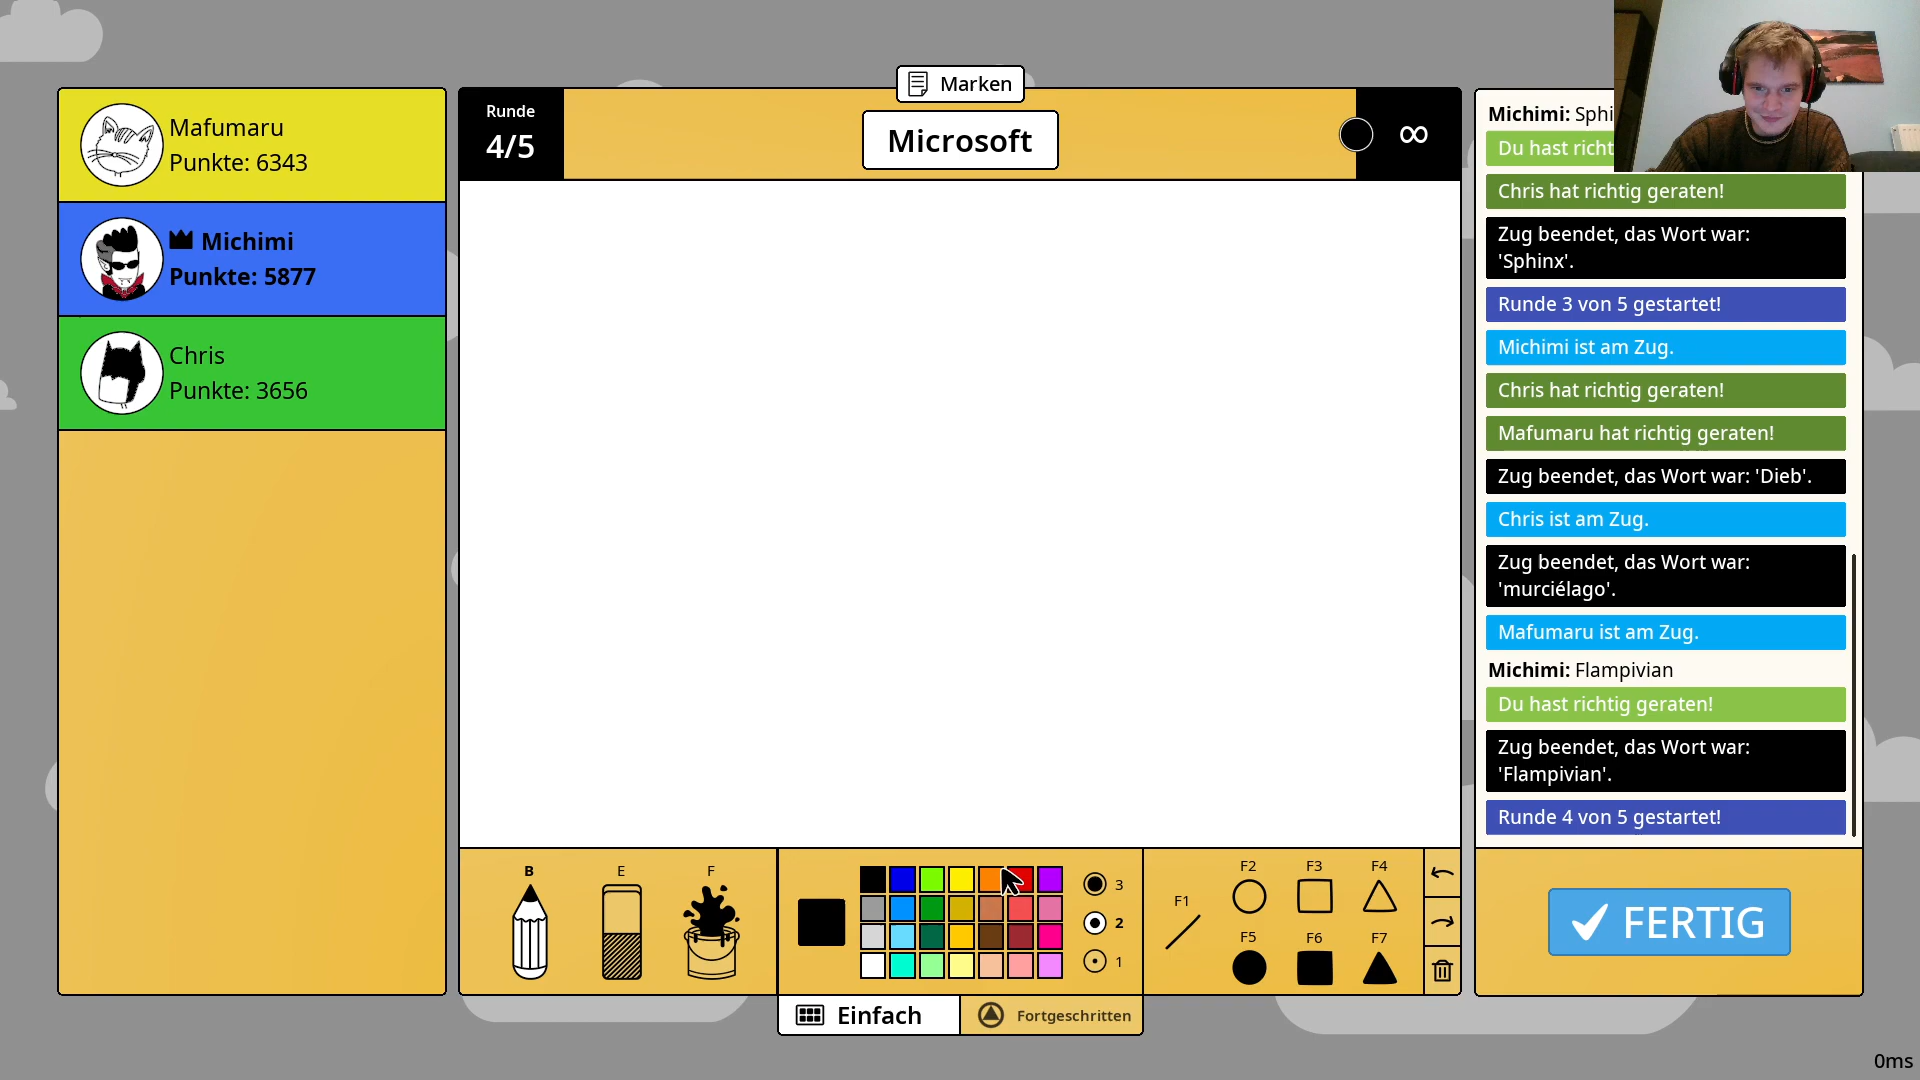 Marken
Runde
4/5
Microsoft
∞
Mafumaru
Punkte: 6343
Michimi
Punkte: 5877
Chris
Punkte: 3656
Michimi: Sphi
Du hast richt
Chris hat richtig geraten!
Zug beendet, das Wort war:
'Sphinx'.
Runde 3 von 5 gestartet!
Michimi ist am Zug.
Chris hat richtig geraten!
Mafumaru hat richtig geraten!
Zug beendet, das Wort war: 'Dieb'.
Chris ist am Zug.
Zug beendet, das Wort war:
'murciélago'.
Mafumaru ist am Zug.
Michimi: Flampivian
Du hast richtig geraten!
Zug beendet, das Wort war:
'Flampivian'.
Runde 4 von 5 gestartet!
B
E
F
3
2
1
F1
F2
F3
F4
F5
F6
F7
FERTIG
Einfach
Fortgeschritten
0ms